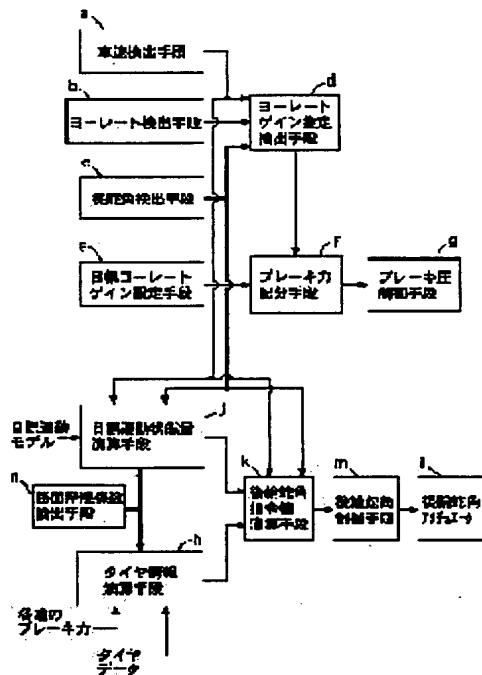 a
車速検出手段
b
ヨーレート検出手段
d
ヨーレート
ゲイン推定
検出手段
c
操舵角検出手段
e
目標ヨーレート
ゲイン設定手段
F
ブレーキ力
配分手段
g
ブレーキ圧
制御手段
目標運動
モデル
j
目標運動状態量
演算手段
n
路面摩擦係数
検出手段
k
後輪舵角
指令値
演算手段
m
後輪舵角
制御手段
l
後輪舵角
アクチュエータ
h
タイヤ情報
演算手段
各輪の
ブレーキ力
タイヤ
データ